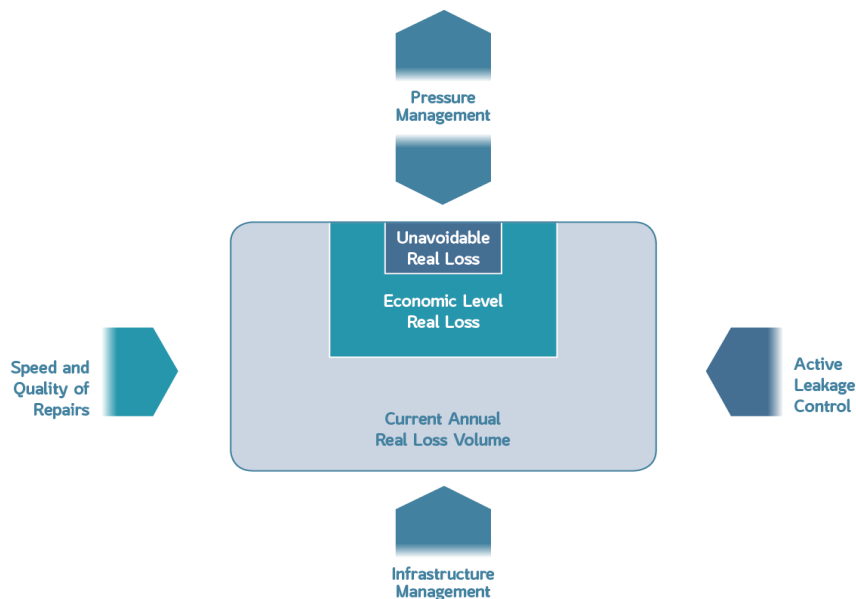 Pressure
Management
Unavoidable
Real Loss
Economic Level
Real Loss
Speed and
Quality of
Repairs
Active
Leakage
Control
Current Annual
Real Loss Volume
Infrastructure
Management